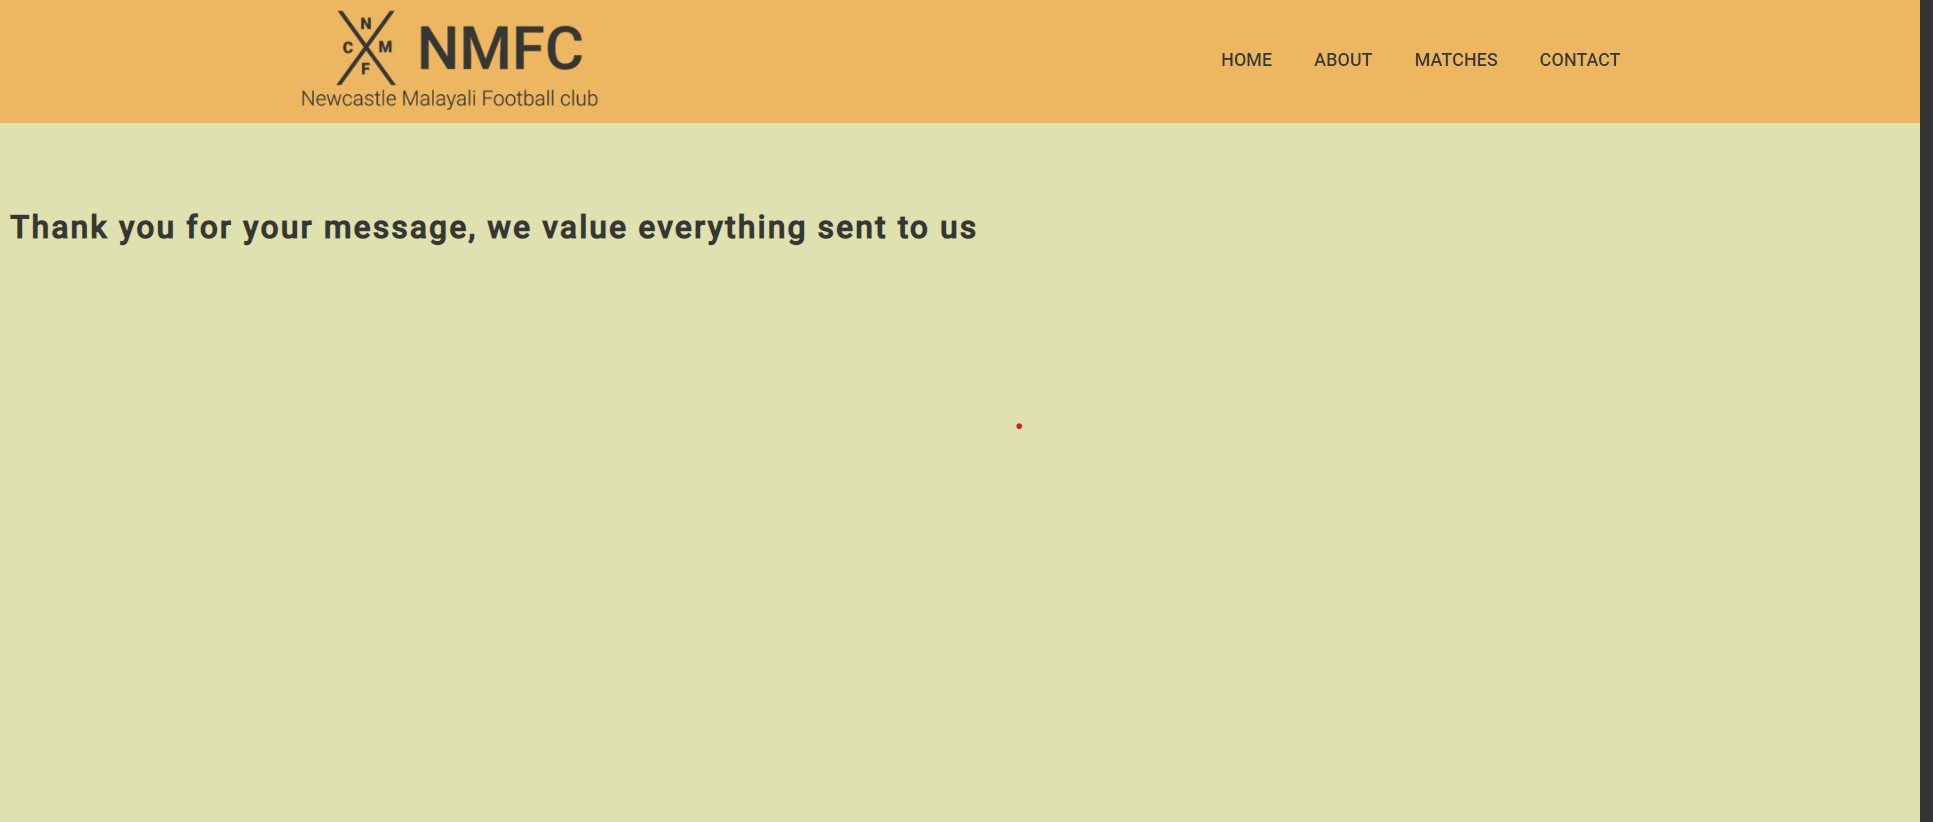 N
C M
F
NMFC
Newcastle Malayali Football club
HOME ABOUT MATCHES CONTACT
Thank you for your message, we value everything sent to us